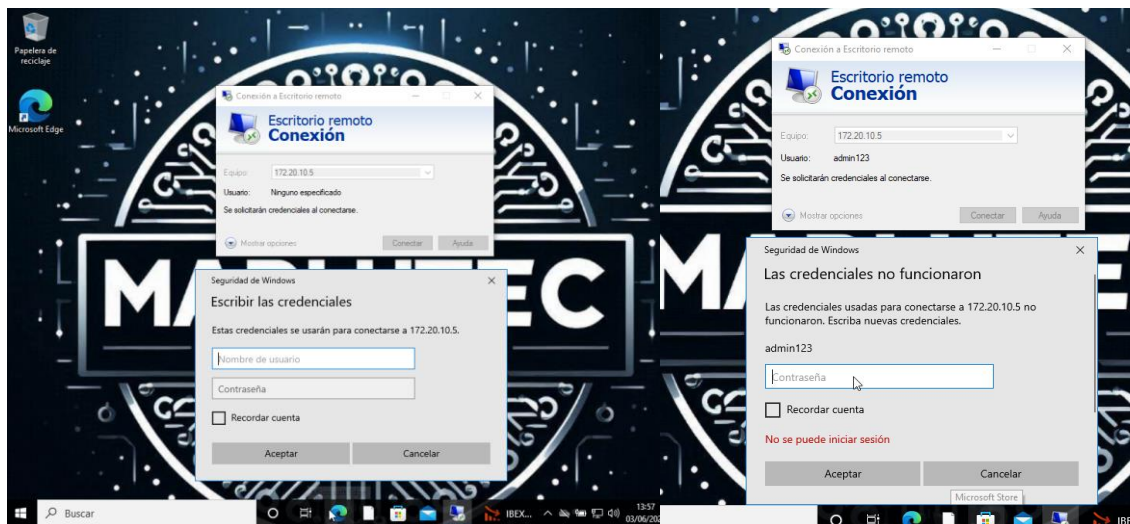 Papelera de
reciclaje
Microsoft Edge
Conexión a Escritorio remoto
Escritorio remoto
Conexión
Equipo:
172.20.10.5
Usuario:
Ninguno especificado
Se solicitarán credenciales al conectarse.
Mostrar opciones
Conectar
Ayuda
Seguridad de Windows
Escribir las credenciales
Estas credenciales se usarán para conectarse a 172.20.10.5.
Nombre de usuario
Contraseña
Recordar cuenta
Aceptar
Cancelar
Buscar
IBEX...
13:57
Conexión a Escritorio remoto
Escritorio remoto
Conexión
Equipo:
172.20.10.5
Usuario:
admin123
Se solicitarán credenciales al conectarse.
Mostrar opciones
Conectar
Ayuda
Seguridad de Windows
Las credenciales no funcionaron
Las credenciales usadas para conectarse a 172.20.10.5 no
funcionaron. Escriba nuevas credenciales.
admin123
Contraseña
Recordar cuenta
No se puede iniciar sesión
Aceptar
Cancelar
Microsoft Store